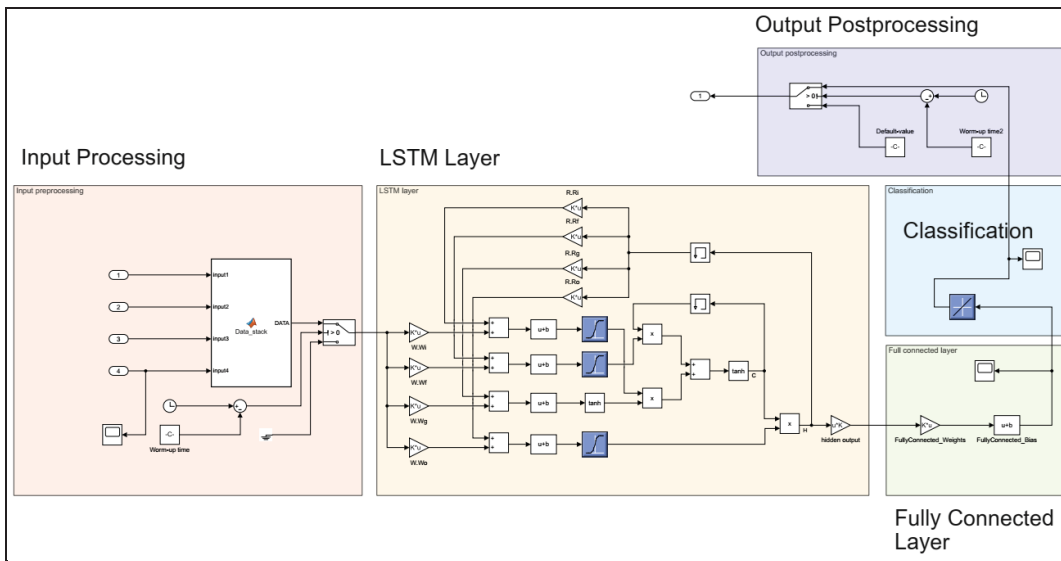 Output Postprocessing
Output postprocessing
1
> 0
Default-value
-C-
Worm-up time2
-C-
Input Processing
Input preprocessing
1
2
3
4
input1
input2
input3
input4
DATA
Data_stack
> 0
-C-
Worm-up time
LSTM Layer
LSTM layer
R.Ri
K*u
R.Rf
K*u
R.Rg
K*u
R.Ro
K*u
K*u
W.Wi
K*u
W.Wf
K*u
W.Wg
K*u
W.Wo
u+b
u+b
u+b
tanh
u+b
x
x
tanh
C
x
H
u*K
hidden output
Classification
Classification
Full connected layer
K*u
FullyConnected_Weights
u+b
FullyConnected_Bias
Fully Connected
Layer